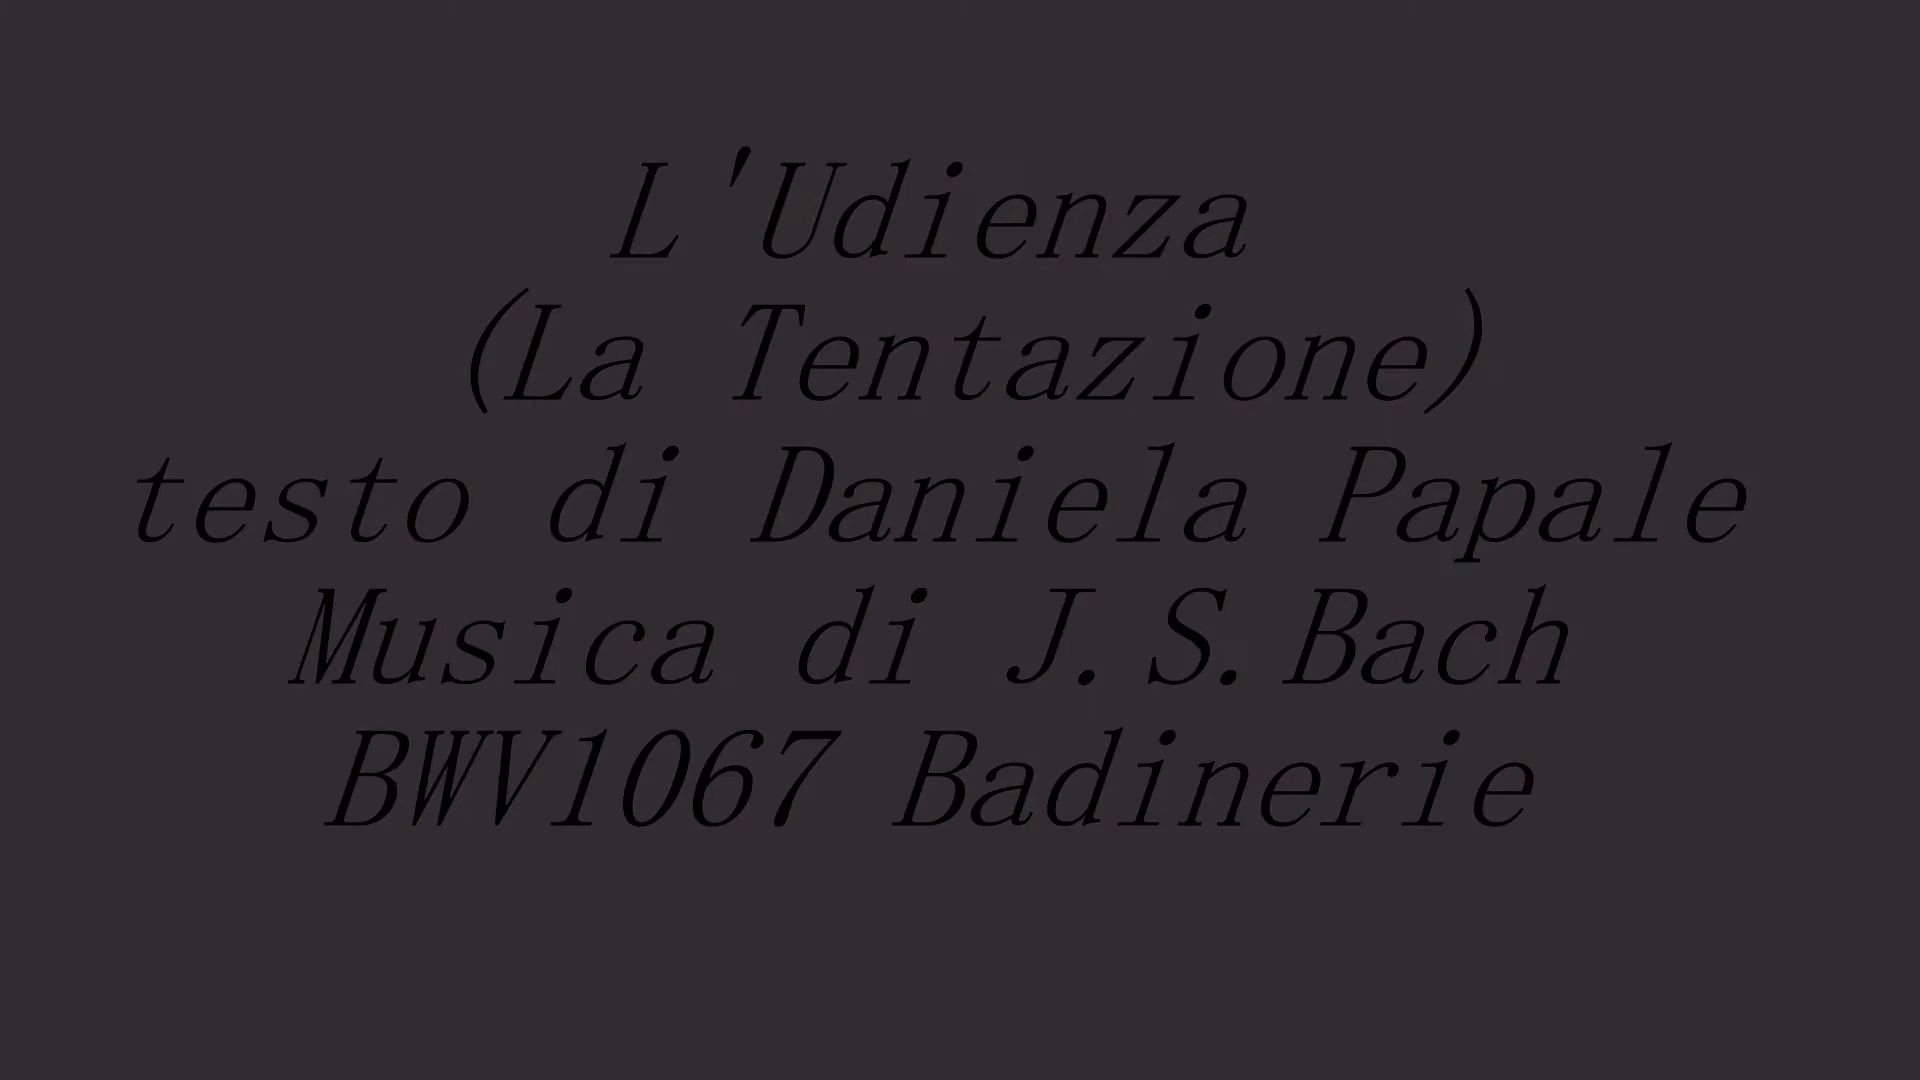 L'Udienza
(La Tentazione)
testo di Daniela Papale
Musica di J.S.Bach
BWV1067 Badinerie